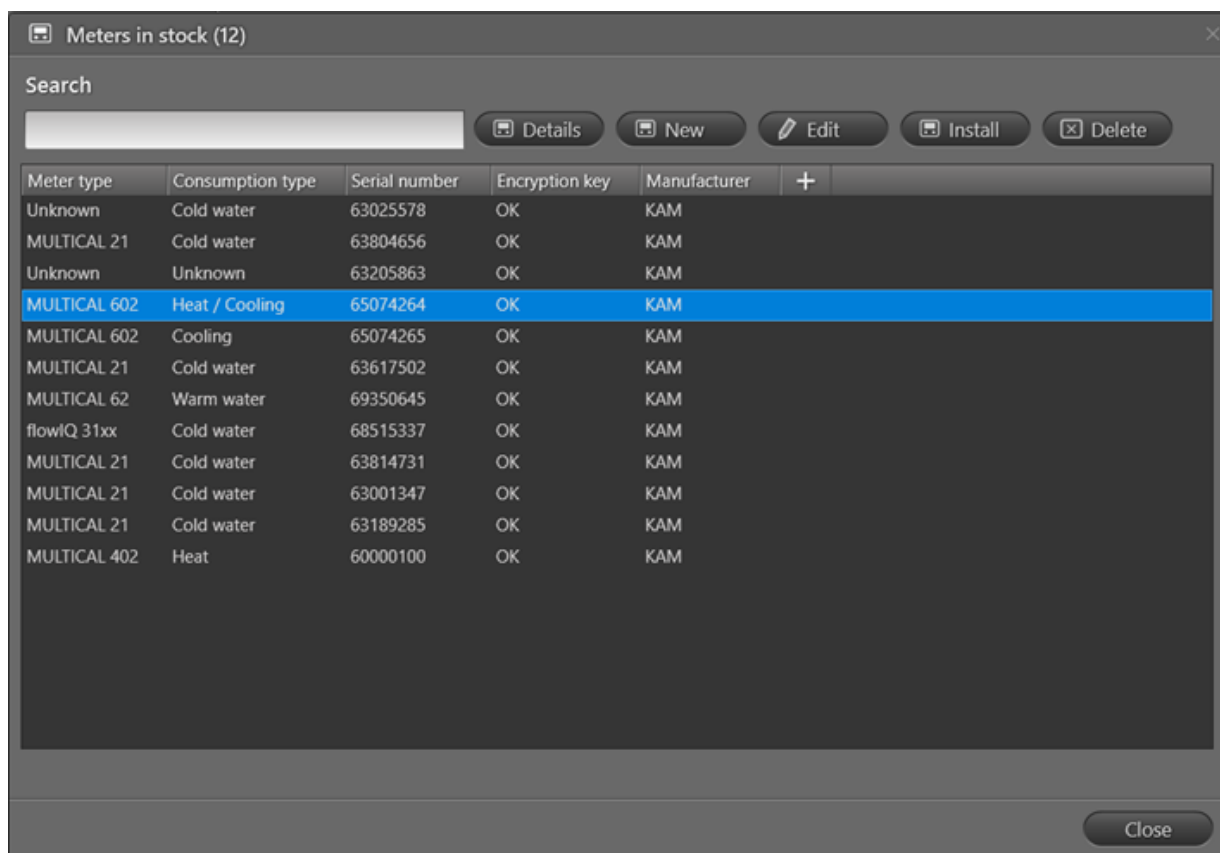 Meters in stock (12)
Search
Details New Edit Install Delete
Meter type Consumption type Serial number Encryption key Manufacturer +
Unknown Cold water 63025578 OK KAM
MULTICAL 21 Cold water 63804656 OK KAM
Unknown Unknown 63205863 OK KAM
MULTICAL 602 Heat / Cooling 65074264 OK KAM
MULTICAL 602 Cooling 65074265 OK KAM
MULTICAL 21 Cold water 63617502 OK KAM
MULTICAL 62 Warm water 69350645 OK KAM
flowIQ 31xx Cold water 68515337 OK KAM
MULTICAL 21 Cold water 63814731 OK KAM
MULTICAL 21 Cold water 63001347 OK KAM
MULTICAL 21 Cold water 63189285 OK KAM
MULTICAL 402 Heat 60000100 OK KAM
Close